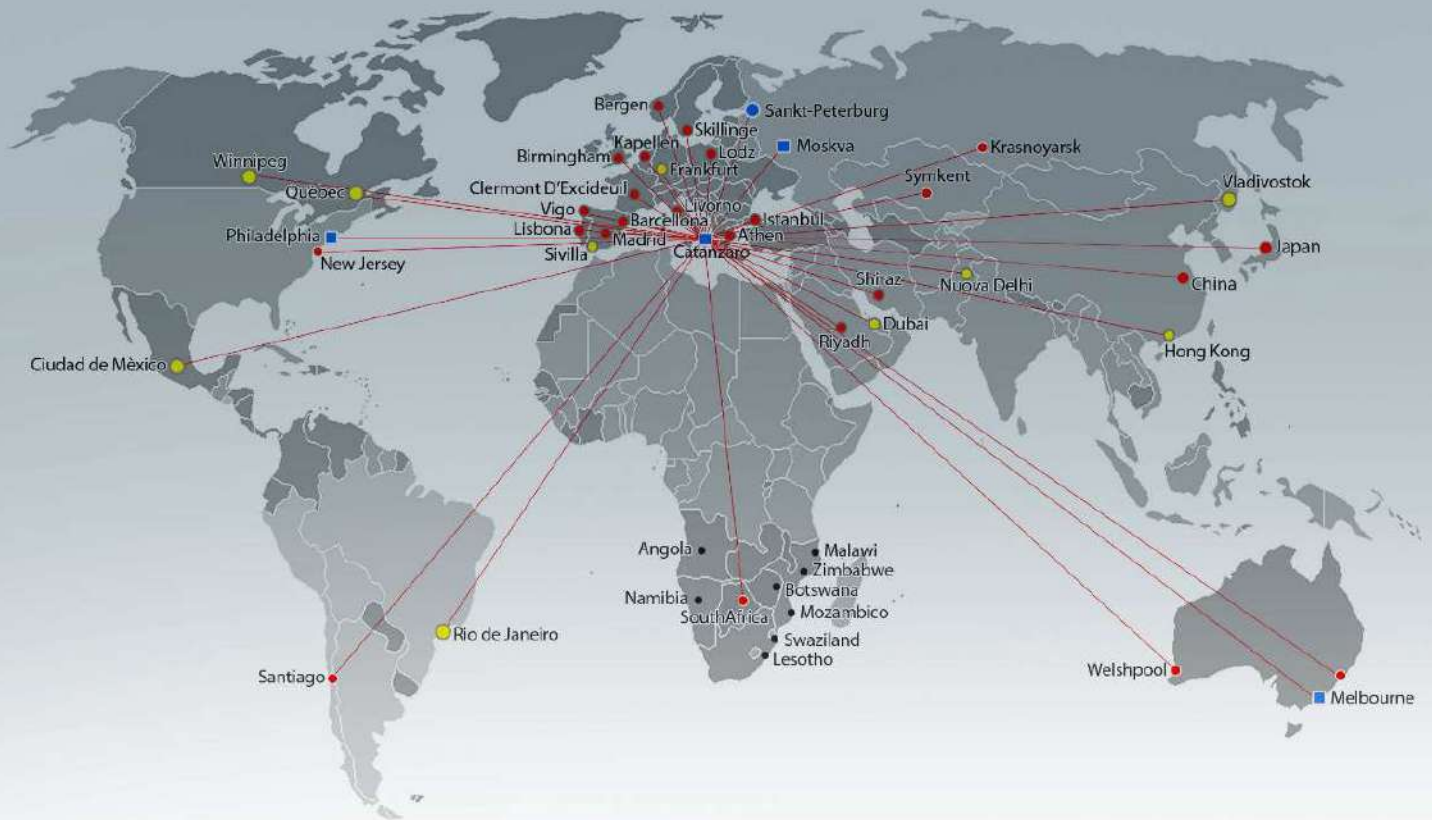 Bergen
Sankt-Peterburg
Skillinge
Kapellen
Moskva
Krasnoyarsk
Birmingham
Lodz
Winnipeg
Frankfurt
Symkent
Vladivostok
Quebec
Clermont D'Excideuil
Livorno
Vigo
Barcellona
Istanbul
Lisbona
Philadelphia
Madrid
Athen
Japan
Sivilla
Catanzaro
New Jersey
Shiraz
Nuova Delhi
China
Dubai
Riyadh
Hong Kong
Ciudad de Mèxico
Angola
Malawi
Zimbabwe
Botswana
Namibia
SouthAfrica
Mozambico
Rio de Janeiro
Swaziland
Lesotho
Santiago
Welshpool
Melbourne